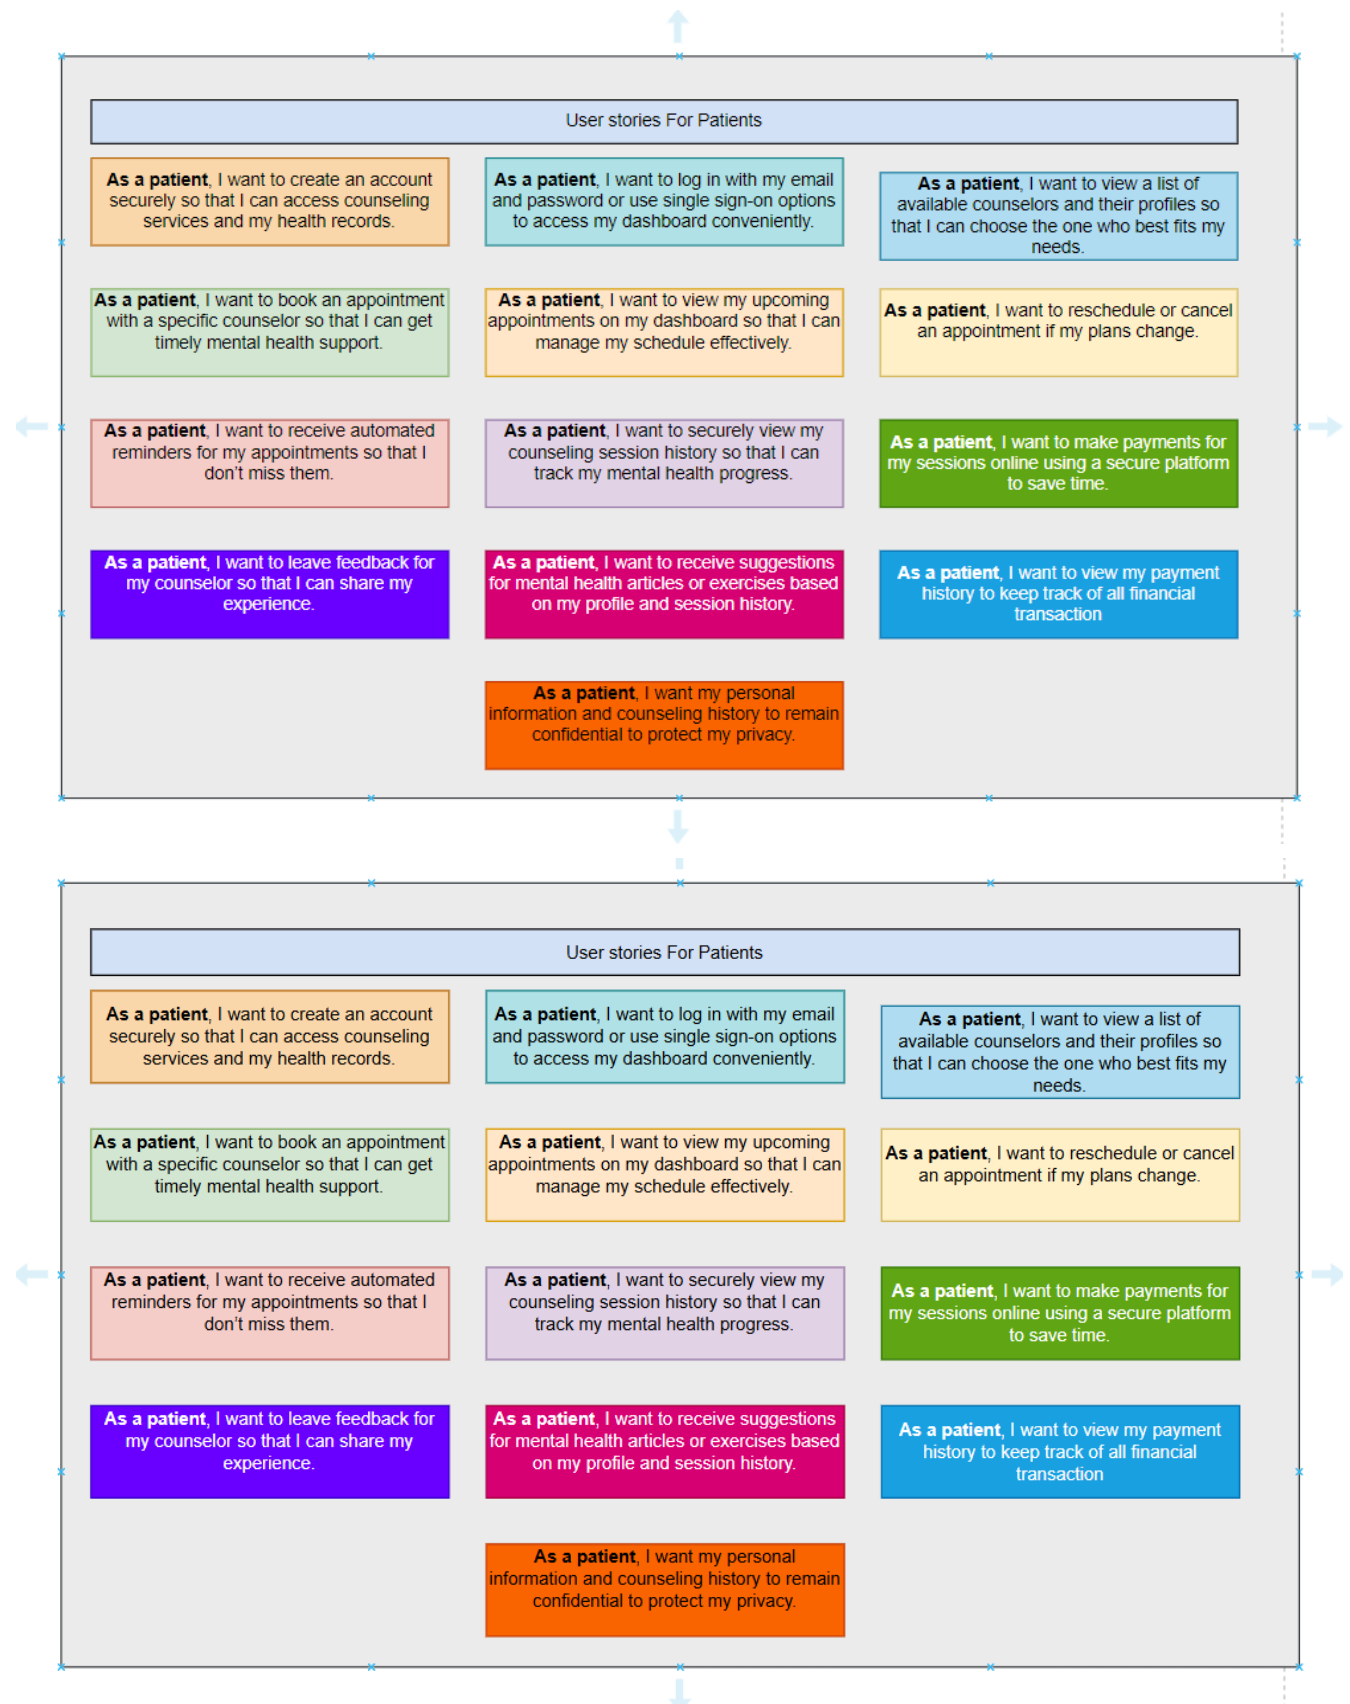 User stories For Patients
As a patient, I want to create an account
securely so that I can access counseling
services and my health records.
As a patient, I want to log in with my email
and password or use single sign-on options
to access my dashboard conveniently.
As a patient, I want to view a list of
available counselors and their profiles so
that I can choose the one who best fits my
needs.
As a patient, I want to book an appointment
with a specific counselor so that I can get
timely mental health support.
As a patient, I want to view my upcoming
appointments on my dashboard so that I can
manage my schedule effectively.
As a patient, I want to reschedule or cancel
an appointment if my plans change.
As a patient, I want to receive automated
reminders for my appointments so that I
don’t miss them.
As a patient, I want to securely view my
counseling session history so that I can
track my mental health progress.
As a patient, I want to make payments for
my sessions online using a secure platform
to save time.
As a patient, I want to leave feedback for
my counselor so that I can share my
experience.
As a patient, I want to receive suggestions
for mental health articles or exercises based
on my profile and session history.
As a patient, I want to view my payment
history to keep track of all financial
transaction
As a patient, I want my personal
information and counseling history to remain
confidential to protect my privacy.
User stories For Patients
As a patient, I want to create an account
securely so that I can access counseling
services and my health records.
As a patient, I want to log in with my email
and password or use single sign-on options
to access my dashboard conveniently.
As a patient, I want to view a list of
available counselors and their profiles so
that I can choose the one who best fits my
needs.
As a patient, I want to book an appointment
with a specific counselor so that I can get
timely mental health support.
As a patient, I want to view my upcoming
appointments on my dashboard so that I can
manage my schedule effectively.
As a patient, I want to reschedule or cancel
an appointment if my plans change.
As a patient, I want to receive automated
reminders for my appointments so that I
don’t miss them.
As a patient, I want to securely view my
counseling session history so that I can
track my mental health progress.
As a patient, I want to make payments for
my sessions online using a secure platform
to save time.
As a patient, I want to leave feedback for
my counselor so that I can share my
experience.
As a patient, I want to receive suggestions
for mental health articles or exercises based
on my profile and session history.
As a patient, I want to view my payment
history to keep track of all financial
transaction
As a patient, I want my personal
information and counseling history to remain
confidential to protect my privacy.